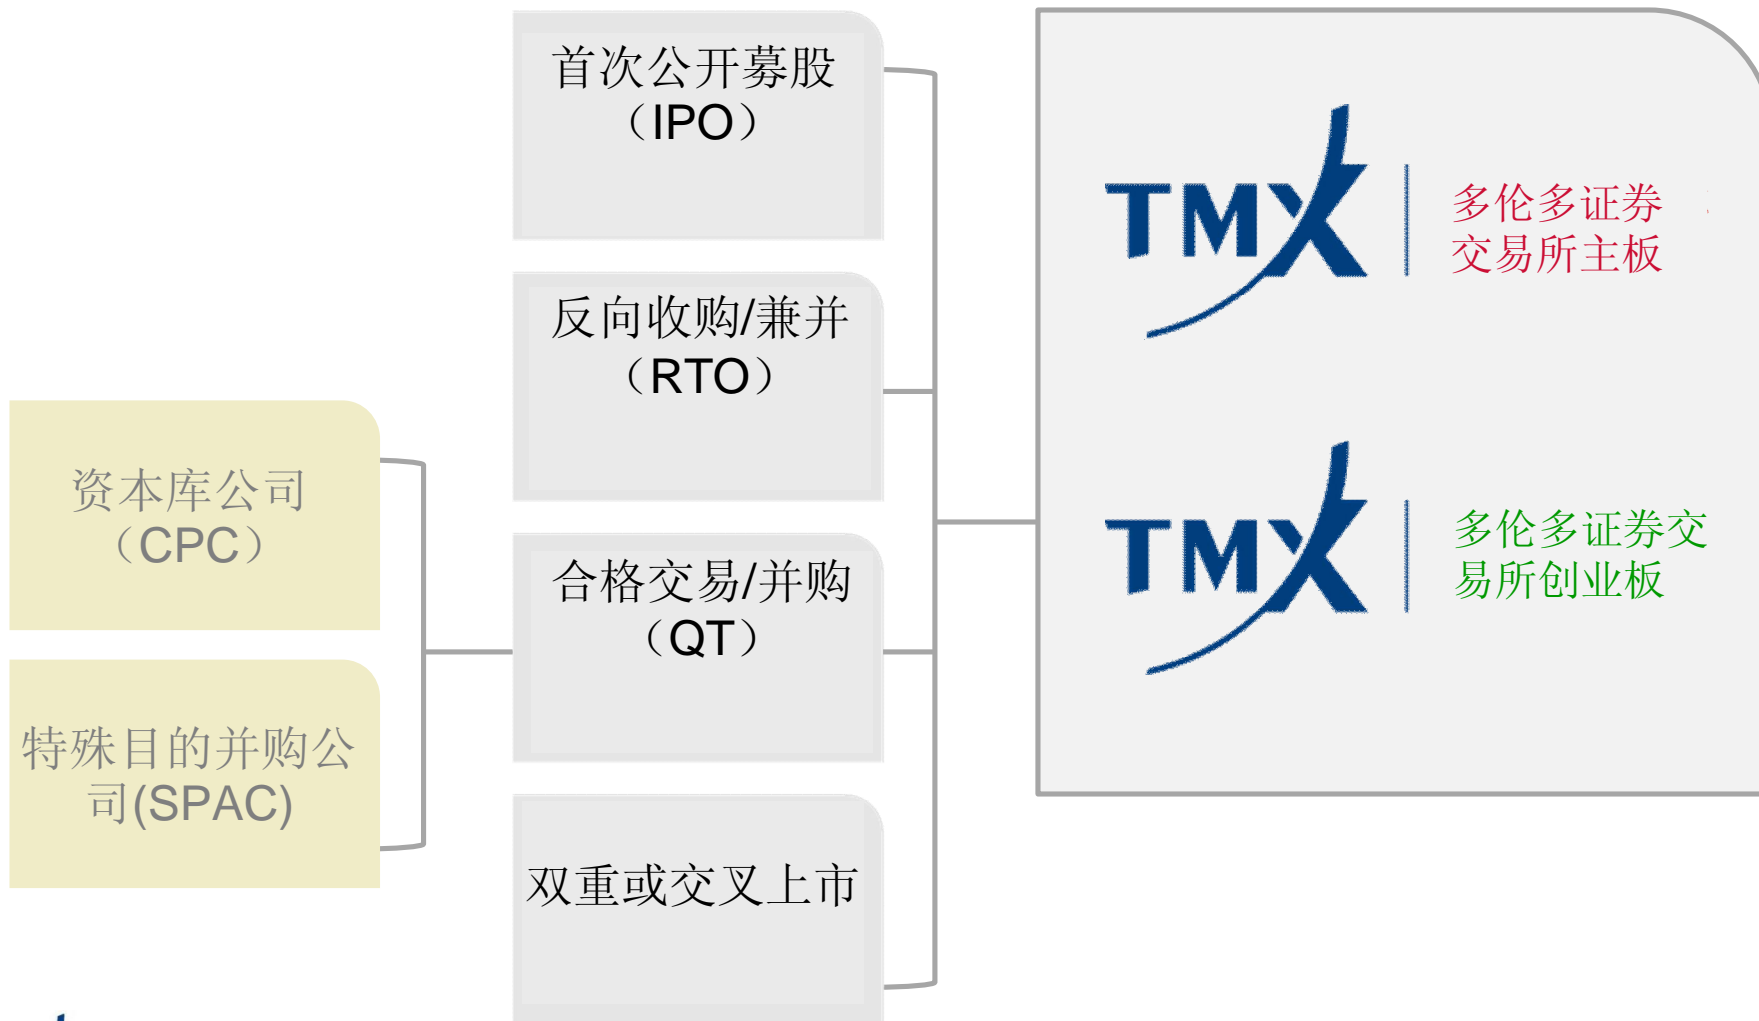 首次公开募股
（IPO）
反向收购/兼并
（RTO）
合格交易/并购
（QT）
双重或交叉上市
资本库公司
（CPC）
特殊目的并购公
司(SPAC)
TMX
多伦多证券
交易所主板
TMX
多伦多证券交
易所创业板